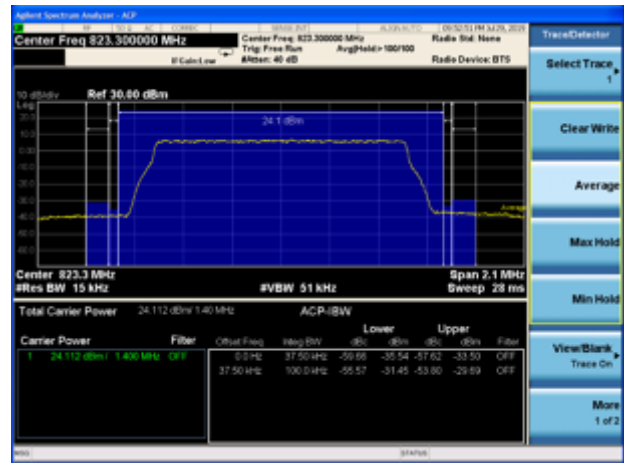 Agilent Spectrum Analyzer - ACP
Center Freq 823.300000 MHz
Center Freq: 823.300000 MHz
Radio Std: None
Trig: Free Run
Avg|Hold:> 100/100
IFGain:Low
#Atten: 40 dB
Radio Device: BTS
10 dB/div
Ref 30.00 dBm
Log
24.1 dBm
Average
Center 823.3 MHz
Span 2.1 MHz
#Res BW 15 kHz
#VBW 51 kHz
Sweep 28 ms
Total Carrier Power
24.112 dBm/ 1.40 MHz
ACP-IBW
Lower
Upper
Carrier Power
Filter
Offset Freq
Integ BW
dBc
dBm
dBc
dBm
Filter
1 24.112 dBm / 1.400 MHz OFF
0.0 Hz 37.50 kHz -59.66 -35.54 -57.62 -33.50 OFF
37.50 kHz 100.0 kHz -55.57 -31.45 -53.80 -29.69 OFF
MSG
STATUS
Trace/Detector
Select Trace
1
Clear Write
Average
Max Hold
Min Hold
View/Blank
Trace On
More
1 of 2